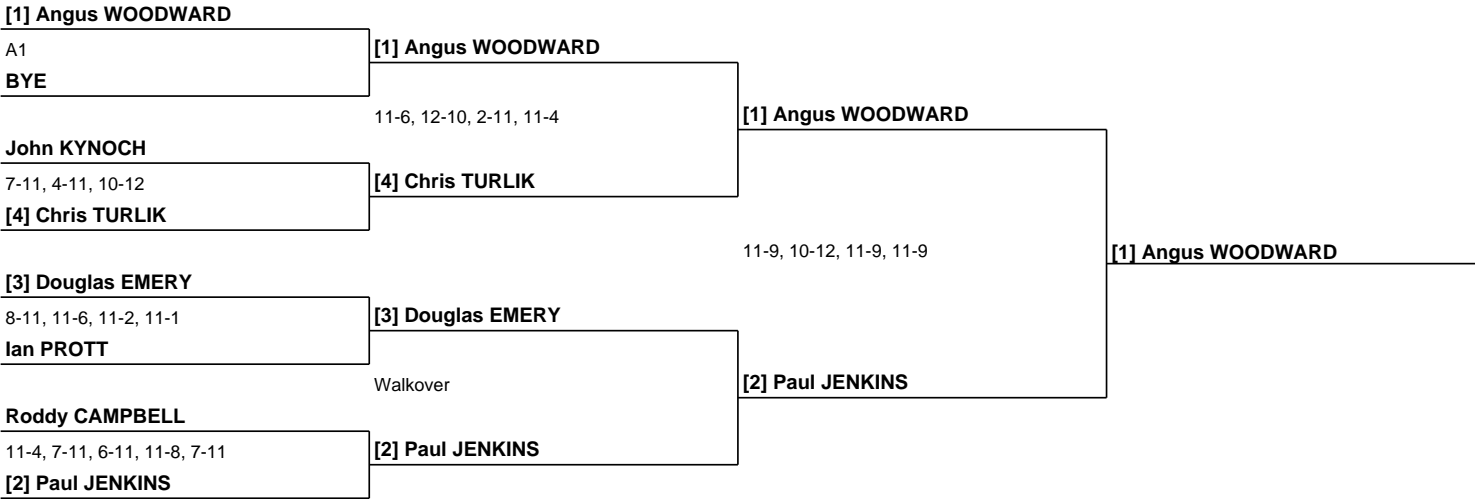 [1] Angus WOODWARD
A1
BYE
John KYNOCH
7-11, 4-11, 10-12
[4] Chris TURLIK
[3] Douglas EMERY
8-11, 11-6, 11-2, 11-1
Ian PROTT
Roddy CAMPBELL
11-4, 7-11, 6-11, 11-8, 7-11
[2] Paul JENKINS
[1] Angus WOODWARD
11-6, 12-10, 2-11, 11-4
[4] Chris TURLIK
[3] Douglas EMERY
Walkover
[2] Paul JENKINS
[1] Angus WOODWARD
11-9, 10-12, 11-9, 11-9
[2] Paul JENKINS
[1] Angus WOODWARD